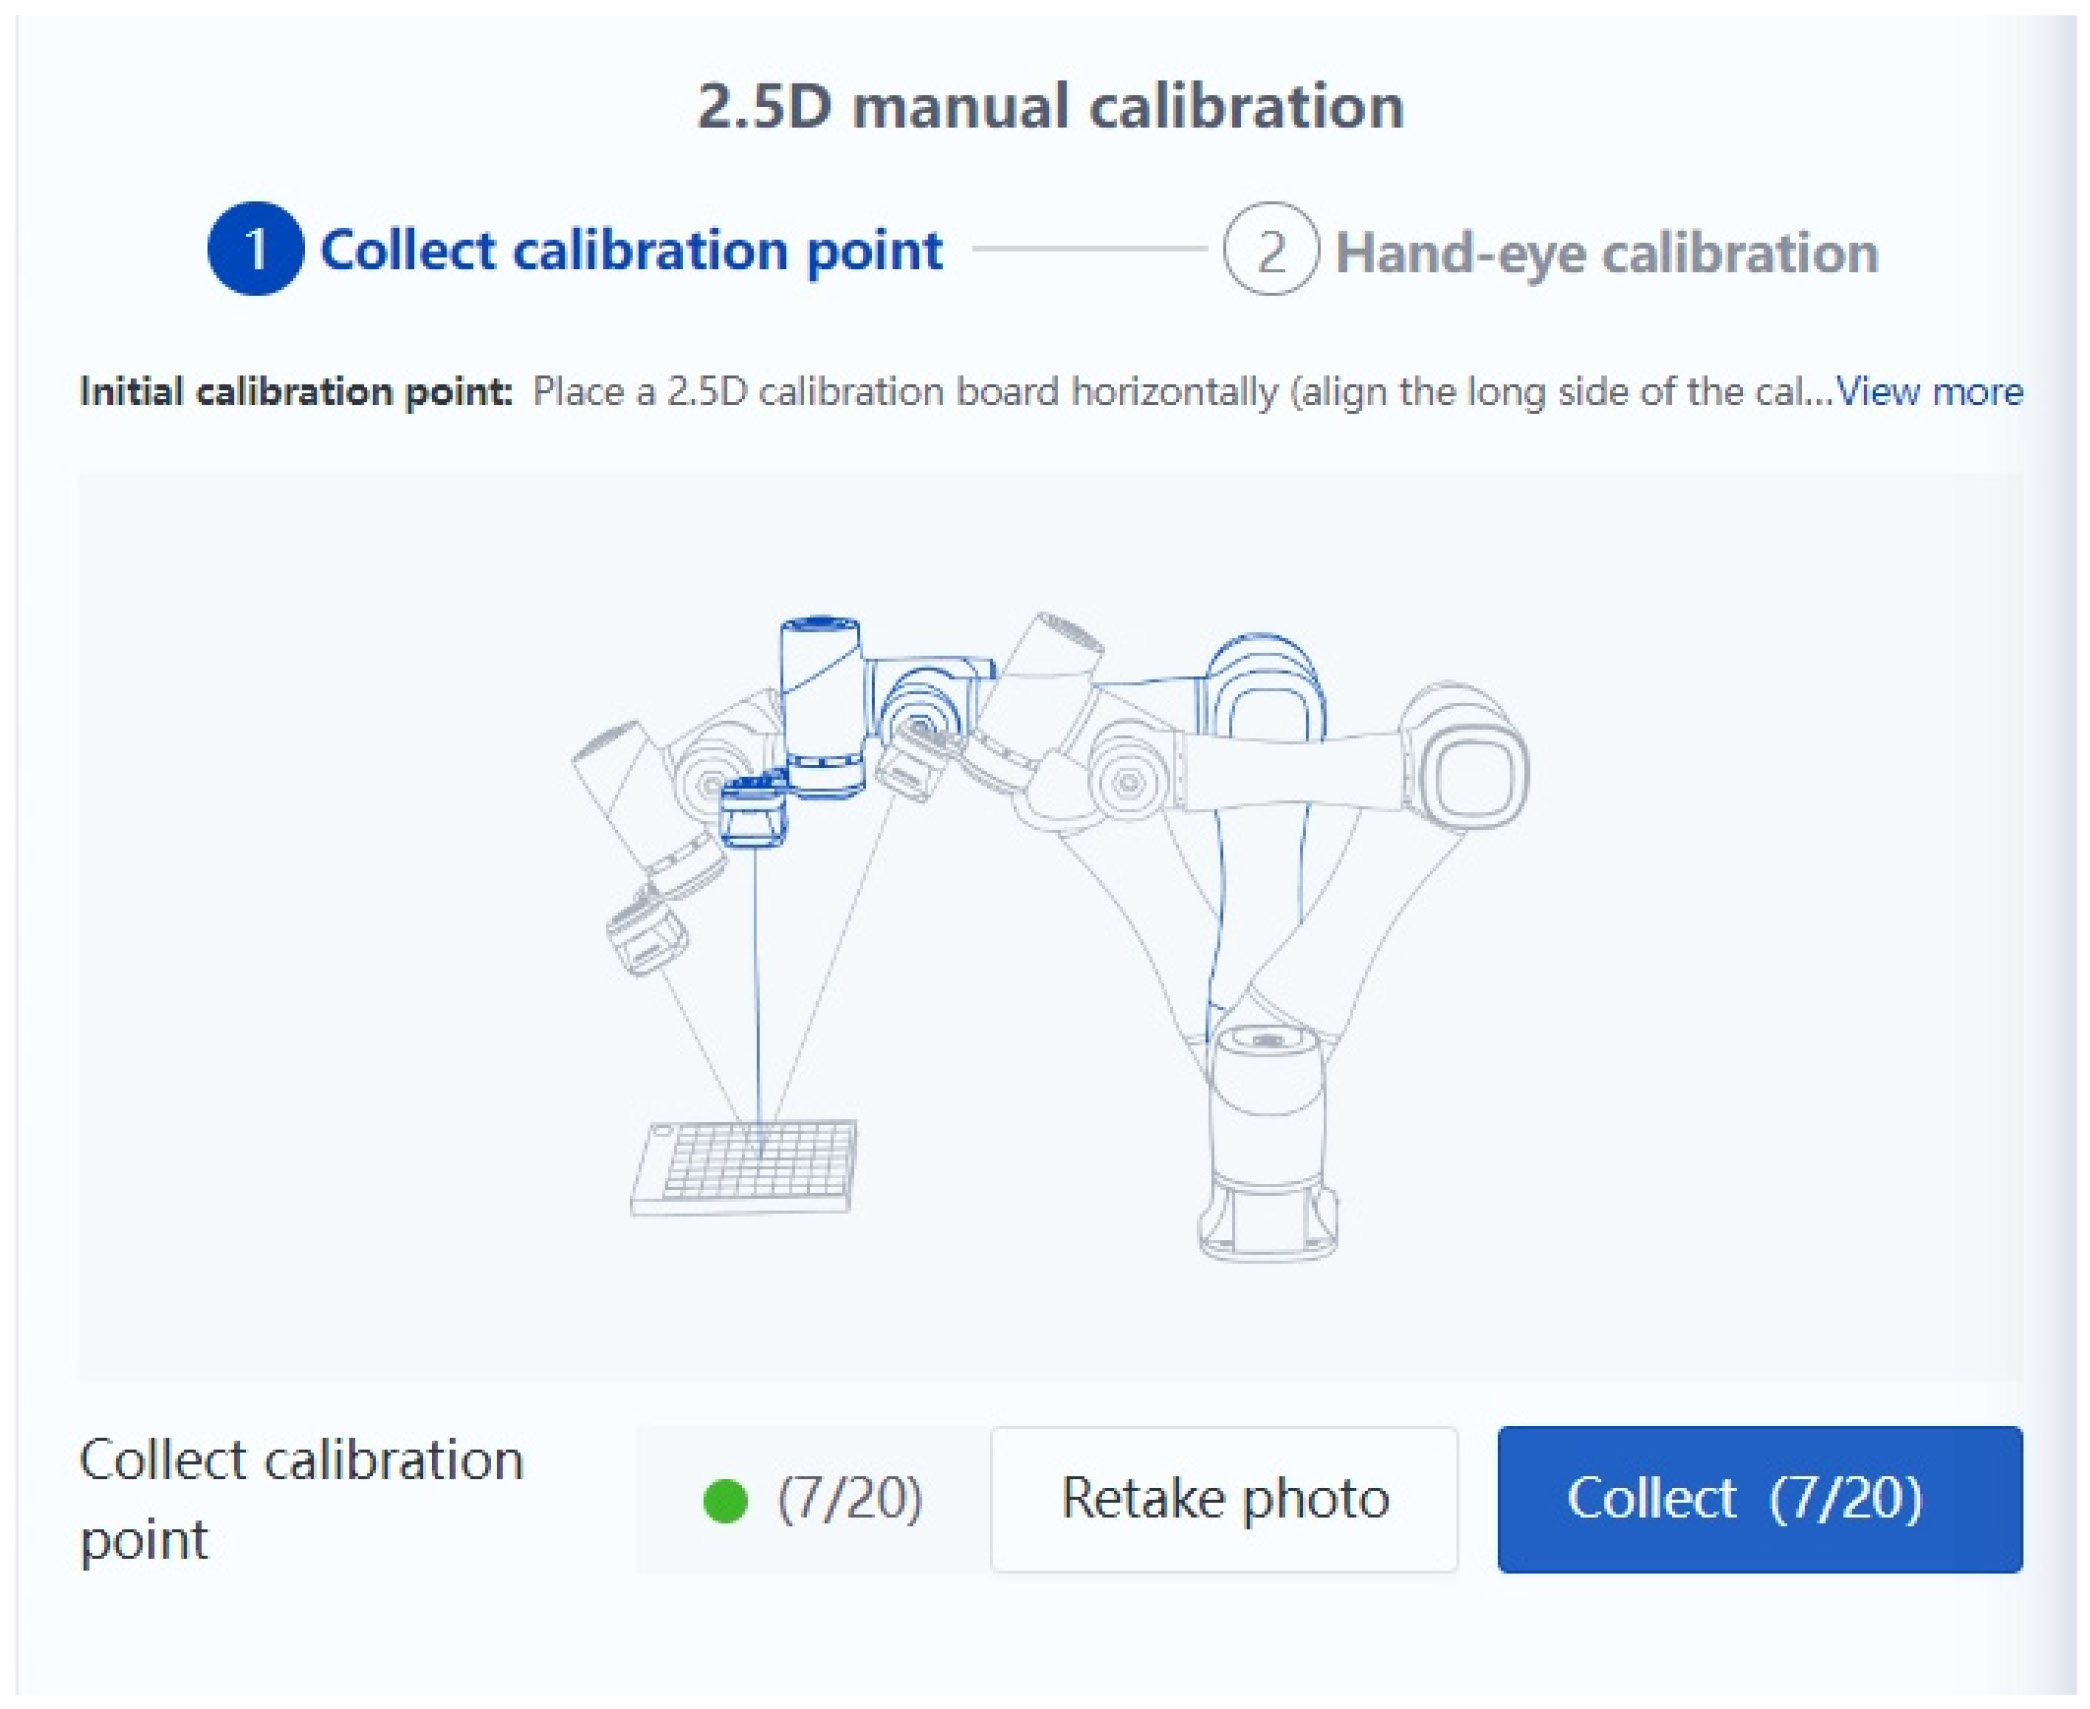 2.5D manual calibration
1 Collect calibration point 2 Hand-eye calibration
Initial calibration point: Place a 2.5D calibration board horizontally (align the long side of the cal...View more
Collect calibration
point
(7/20)
Retake photo
Collect (7/20)